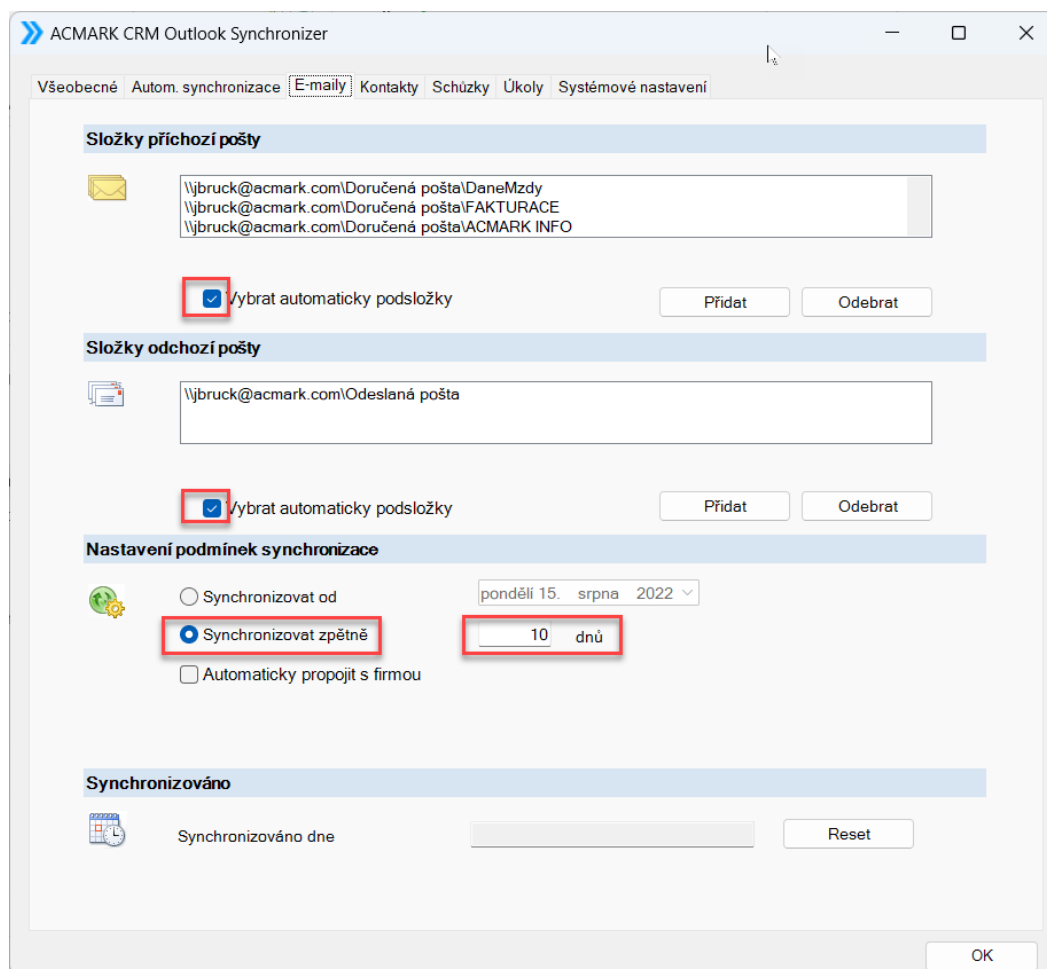 ACMARK CRM Outlook Synchronizer
Všeobecné Autom. synchronizace E-maily Kontakty Schůzky Úkoly Systémové nastavení
Složky příchozí pošty
\\jbruck@acmark.com\Doručená pošta\DaneMzdy
\\jbruck@acmark.com\Doručená pošta\FAKTURACE
\\jbruck@acmark.com\Doručená pošta\ACMARK INFO
Vybrat automaticky podsložky Přidat Odebrat
Složky odchozí pošty
\\jbruck@acmark.com\Odeslaná pošta
Vybrat automaticky podsložky Přidat Odebrat
Nastavení podmínek synchronizace
Synchronizovat od pondělí 15. srpna 2022
Synchronizovat zpětně 10 dnů
Automaticky propojit s firmou
Synchronizováno
Synchronizováno dne Reset
OK